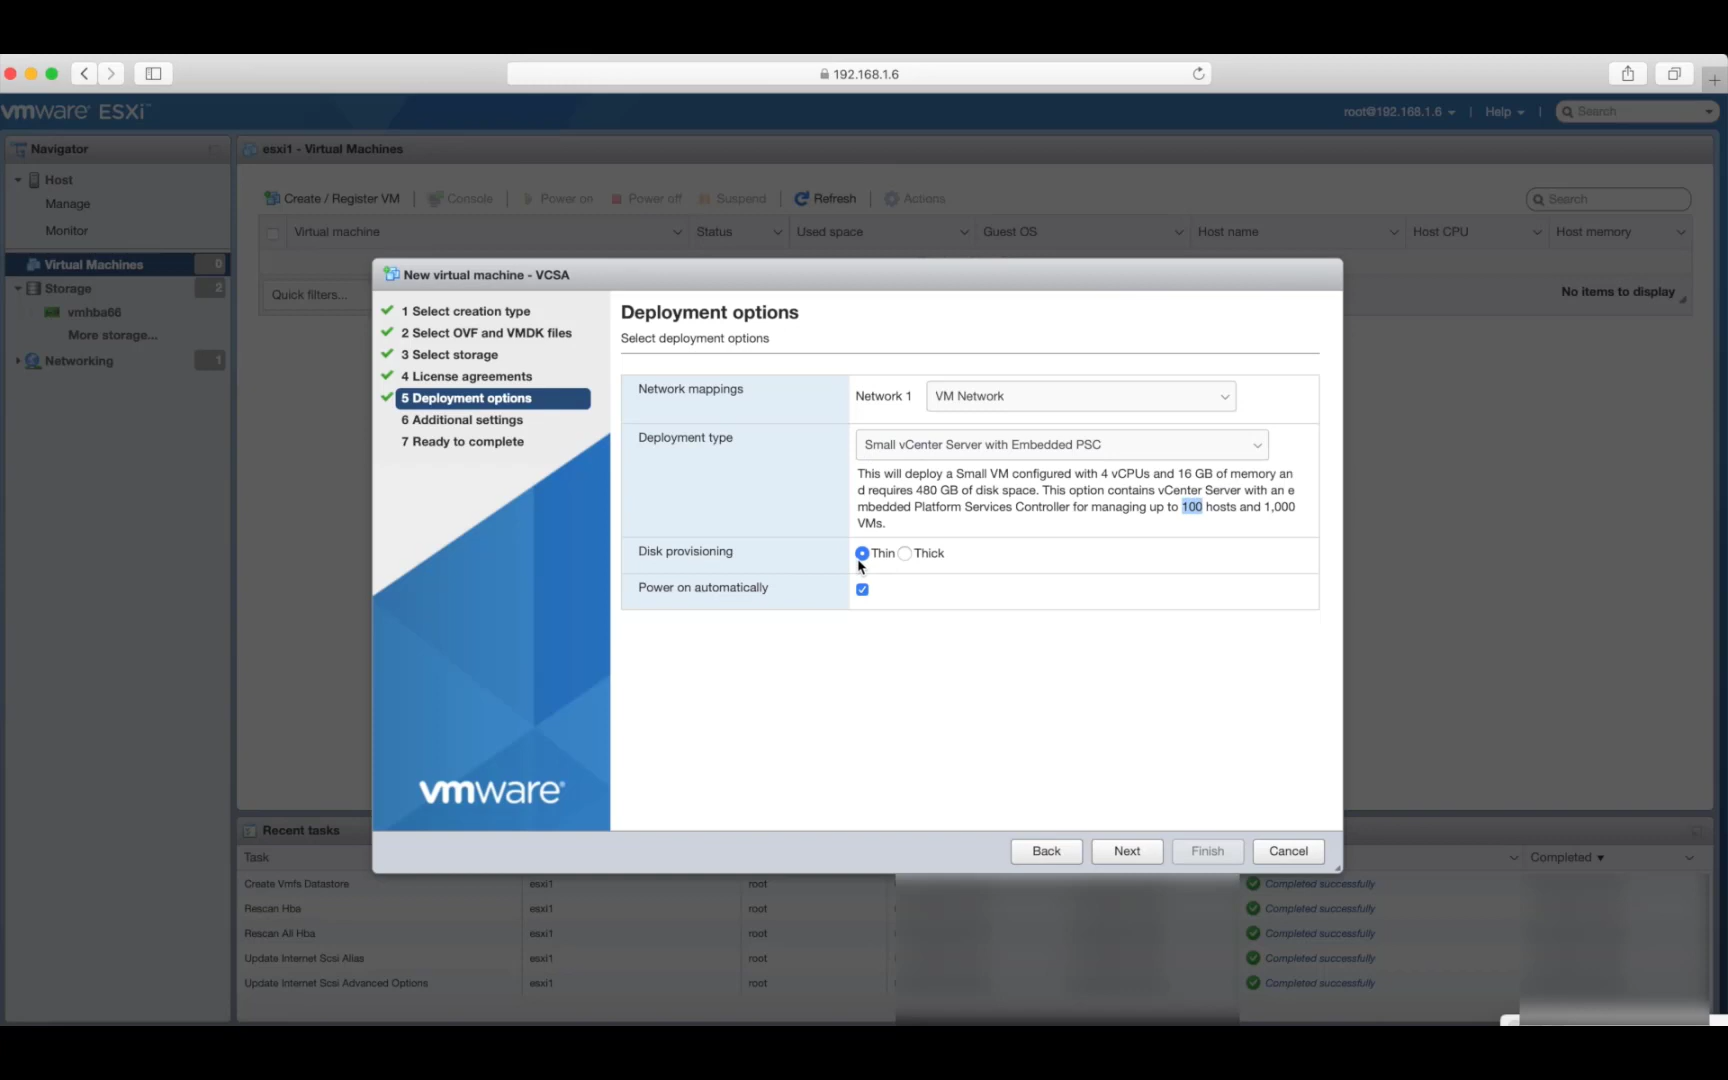 192.168.1.6
vmware ESXi™
root@192.168.1.6 | Help | Search
Navigator
Host
Manage
Monitor
Virtual Machines 0
Storage 2
vmhba66
More storage...
Networking 1
esxi1 - Virtual Machines
Create / Register VM | Console | Power on Power off Suspend | Refresh | Actions
Search
Virtual machine Status Used space Guest OS Host name Host CPU Host memory
Quick filters...
No items to display
New virtual machine - VCSA
1 Select creation type
2 Select OVF and VMDK files
3 Select storage
4 License agreements
5 Deployment options
6 Additional settings
7 Ready to complete
vmware®
Deployment options
Select deployment options
Network mappings
Network 1 VM Network
Deployment type
Small vCenter Server with Embedded PSC
This will deploy a Small VM configured with 4 vCPUs and 16 GB of memory an
d requires 480 GB of disk space. This option contains vCenter Server with an e
mbedded Platform Services Controller for managing up to 100 hosts and 1,000
VMs.
Disk provisioning
Thin Thick
Power on automatically
Back Next Finish Cancel
Recent tasks
Task
Completed ▼
Create Vmfs Datastore esxi1 root Completed successfully
Rescan Hba esxi1 root Completed successfully
Rescan All Hba esxi1 root Completed successfully
Update Internet Scsi Alias esxi1 root Completed successfully
Update Internet Scsi Advanced Options esxi1 root Completed successfully